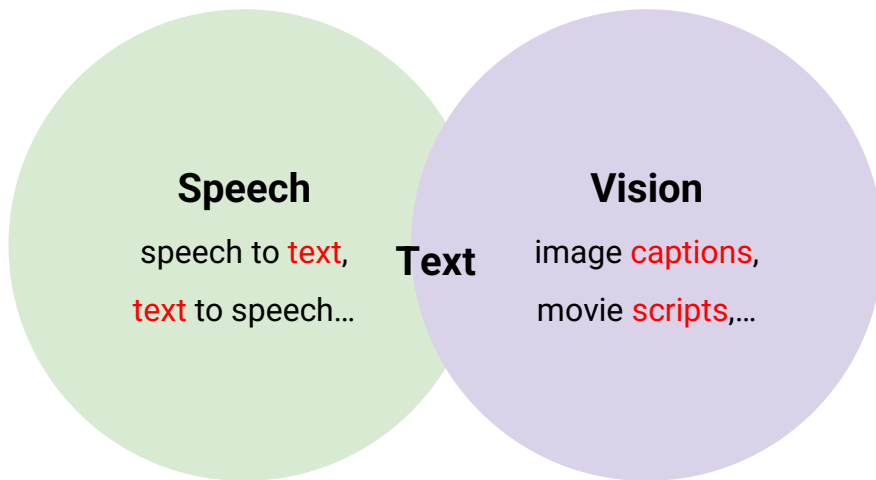 Speech
speech to text,
text to speech…
Text
Vision
image captions,
movie scripts,…